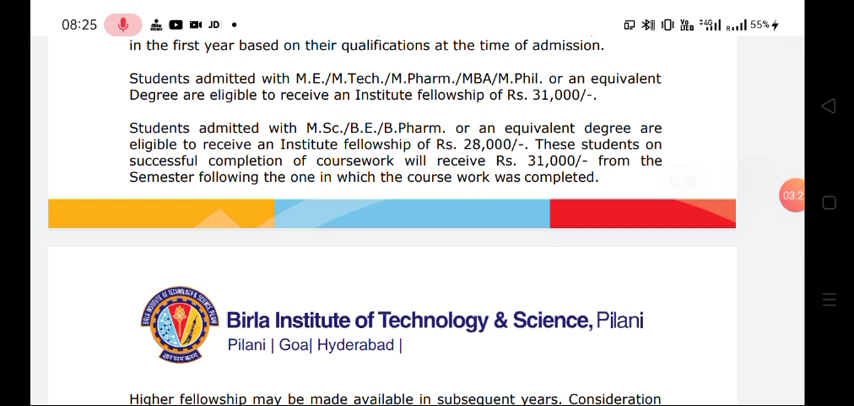 08:25
JD
55%
in the first year based on their qualifications at the time of admission.
Students admitted with M.E./M.Tech./M.Pharm./MBA/M.Phil. or an equivalent
Degree are eligible to receive an Institute fellowship of Rs. 31,000/-.
Students admitted with M.Sc./B.E./B.Pharm. or an equivalent degree are
eligible to receive an Institute fellowship of Rs. 28,000/-. These students on
successful completion of coursework will receive Rs. 31,000/- from the
Semester following the one in which the course work was completed.
5/25
03:2
Birla Institute of Technology & Science, Pilani
Pilani | Goa| Hyderabad |
Higher fellowship may be made available in subsequent years. Consideration